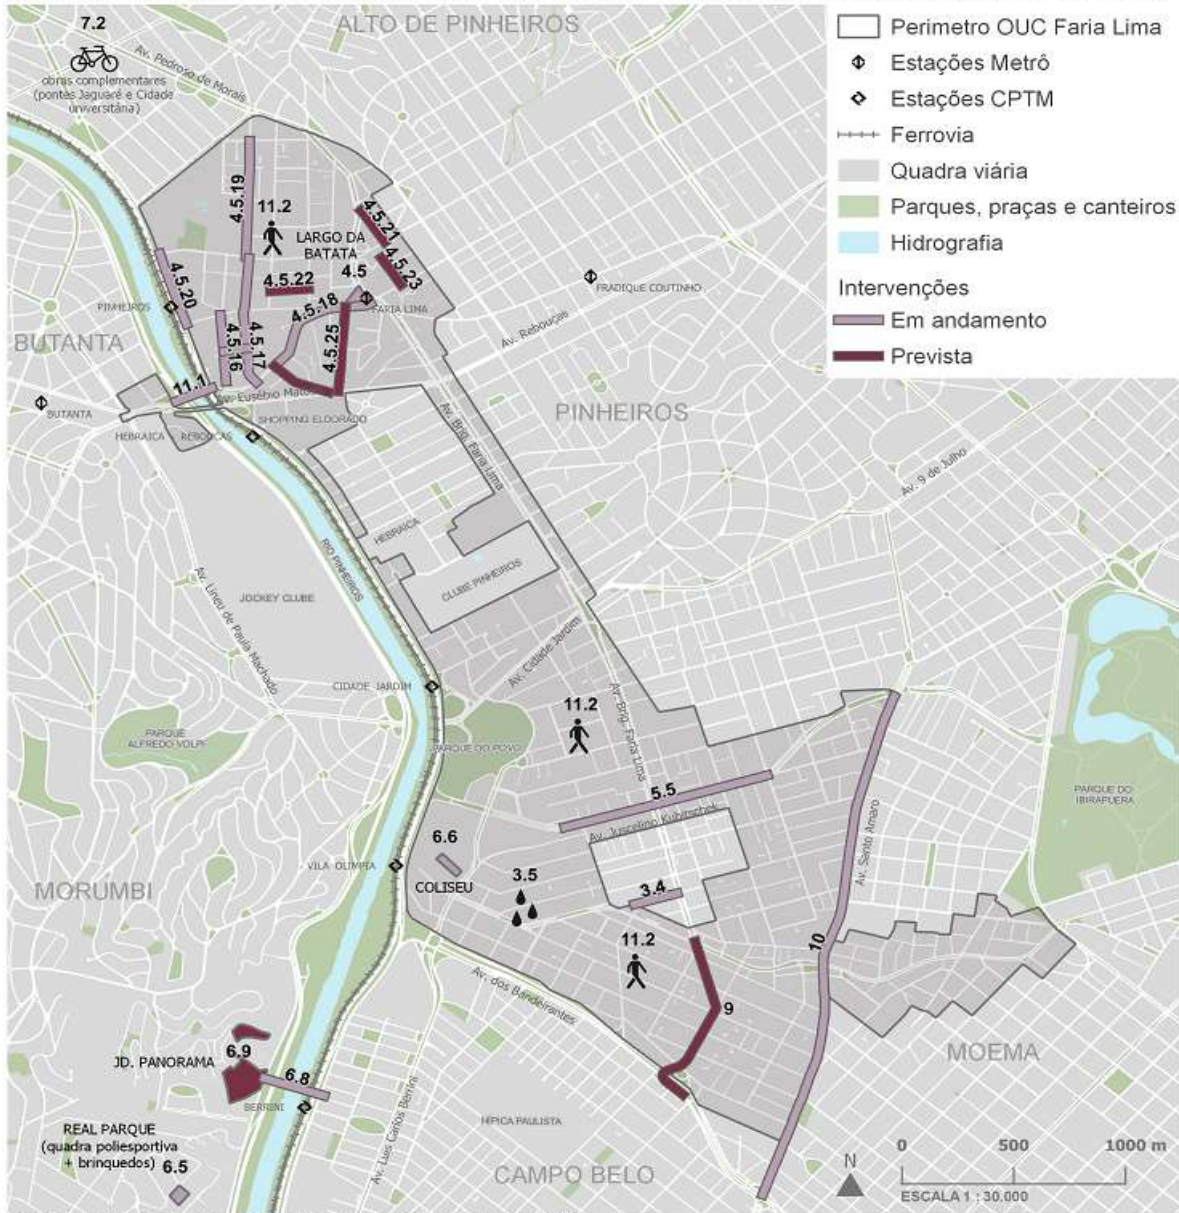 7.2
obras complementares
(pontes Jaguaré e Cidade
universitária)
Av. Pedroso de Morais
ALTO DE PINHEIROS
Perimetro OUC Faria Lima
Estações Metrô
Estações CPTM
Ferrovia
Quadra viária
Parques, praças e canteiros
Hidrografia
Intervenções
Em andamento
Prevista
4.5.19
11.2
LARGO DA
BATATA
4.5.21
4.5.23
4.5.20
4.5.22
4.5
4.5.18
FARIA LIMA
PINHEIROS
4.5.16
4.5.17
4.5.25
FRADIQUE COUTINHO
Av. Rebouças
BUTANTA
11.1
Av. Eusébio Matoso
BUTANTA
SHOPPING ELDORADO
HEBRAICA
REBOUÇAS
PINHEIROS
Av. Brig. Faria Lima
Av. 9 de Julho
HEBRAICA
RIO PINHEIROS
CLUBE PINHEIROS
JOCKEY CLUBE
Av. Lineu de Paula Machado
Av. Cidade Jardim
CIDADE JARDIM
11.2
Av. Brig. Faria Lima
PARQUE
ALFREDO VOLPI
PARQUE DO POVO
5.5
Av. Juscelino Kubitschek
PARQUE DO
IBIRAPUERA
Av. Santo Amaro
6.6
VILA OLIMPIA
COLISEU
MORUMBI
3.5
3.4
11.2
10
Av. dos Bandeirantes
9
MOEMA
6.9
JD. PANORAMA
6.8
BERRINI
Av. Luis Carlos Berrini
HÍPICA PAULISTA
REAL PARQUE
(quadra poliesportiva
+ brinquedos)
6.5
CAMPO BELO
N
0 500 1000 m
ESCALA 1 : 30.000